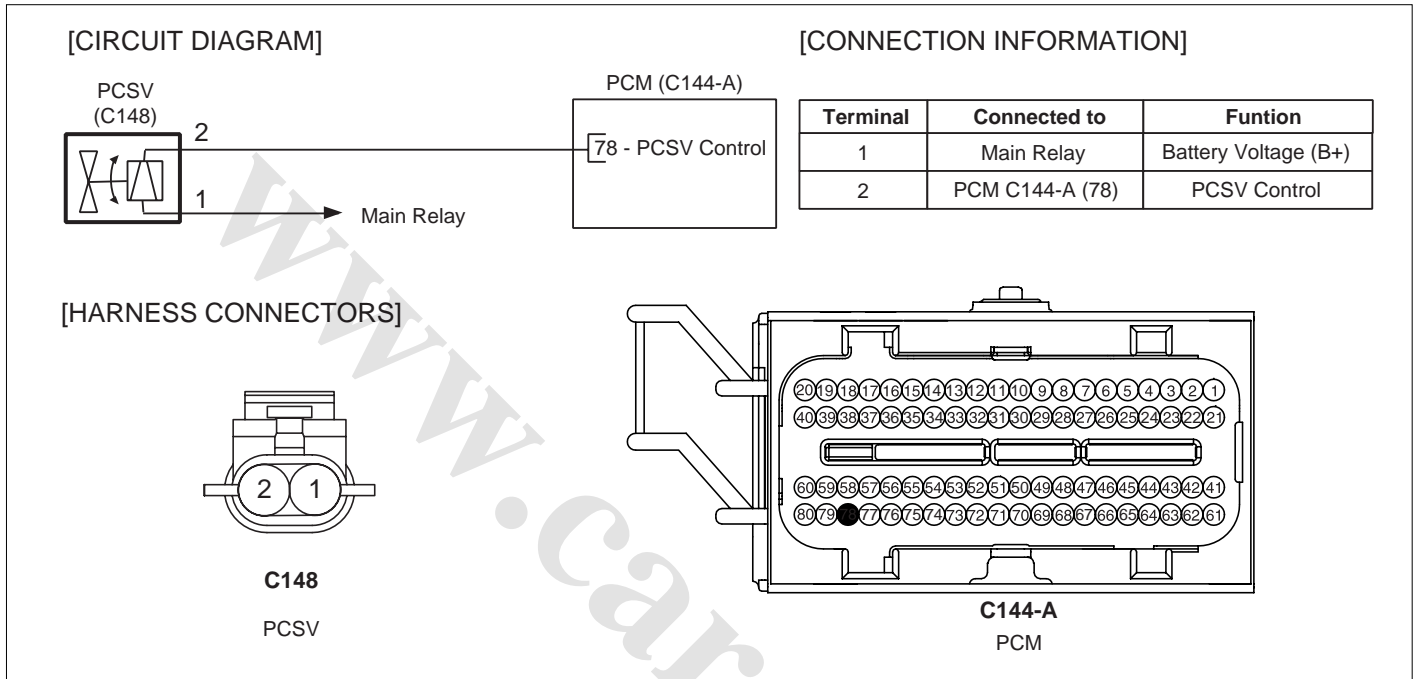 [CIRCUIT DIAGRAM]
PCSV
(C148)
2
1
Main Relay
PCM (C144-A)
78 - PCSV Control
[CONNECTION INFORMATION]
Terminal Connected to Funtion
1 Main Relay Battery Voltage (B+)
2 PCM C144-A (78) PCSV Control
[HARNESS CONNECTORS]
2 1
C148
PCSV
20 19 18 17 16 15 14 13 12 11 10 9 8 7 6 5 4 3 2 1
40 39 38 37 36 35 34 33 32 31 30 29 28 27 26 25 24 23 22 21
60 59 58 57 56 55 54 53 52 51 50 49 48 47 46 45 44 43 42 41
80 79 78 77 76 75 74 73 72 71 70 69 68 67 66 65 64 63 62 61
C144-A
PCM
www.car